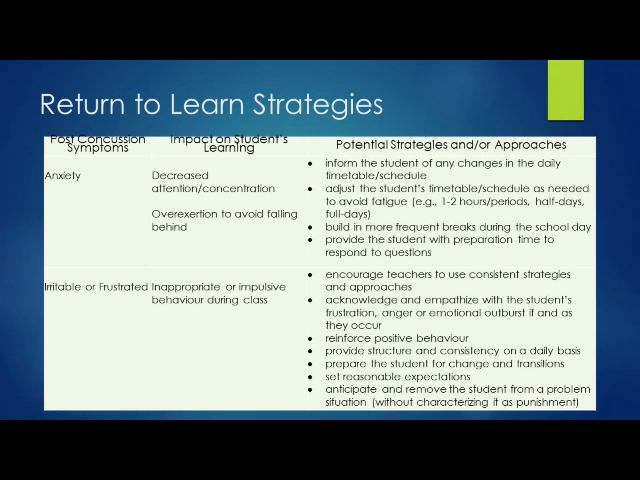 Return to Learn Strategies
Post Concussion
Symptoms
Impact on Student's
Learning
Potential Strategies and/or Approaches
Anxiety
Decreased
attention/concentration
Overexertion to avoid falling
behind
• inform the student of any changes in the daily
timetable/schedule
• adjust the student's timetable/schedule as needed
to avoid fatigue (e.g., 1-2 hours/periods, half-days,
full-days)
• build in more frequent breaks during the school day
• provide the student with preparation time to
respond to questions
Irritable or Frustrated
Inappropriate or impulsive
behaviour during class
• encourage teachers to use consistent strategies
and approaches
• acknowledge and empathize with the student's
frustration, anger or emotional outburst if and as
they occur
• reinforce positive behaviour
• provide structure and consistency on a daily basis
• prepare the student for change and transitions
• set reasonable expectations
• anticipate and remove the student from a problem
situation (without characterizing it as punishment)